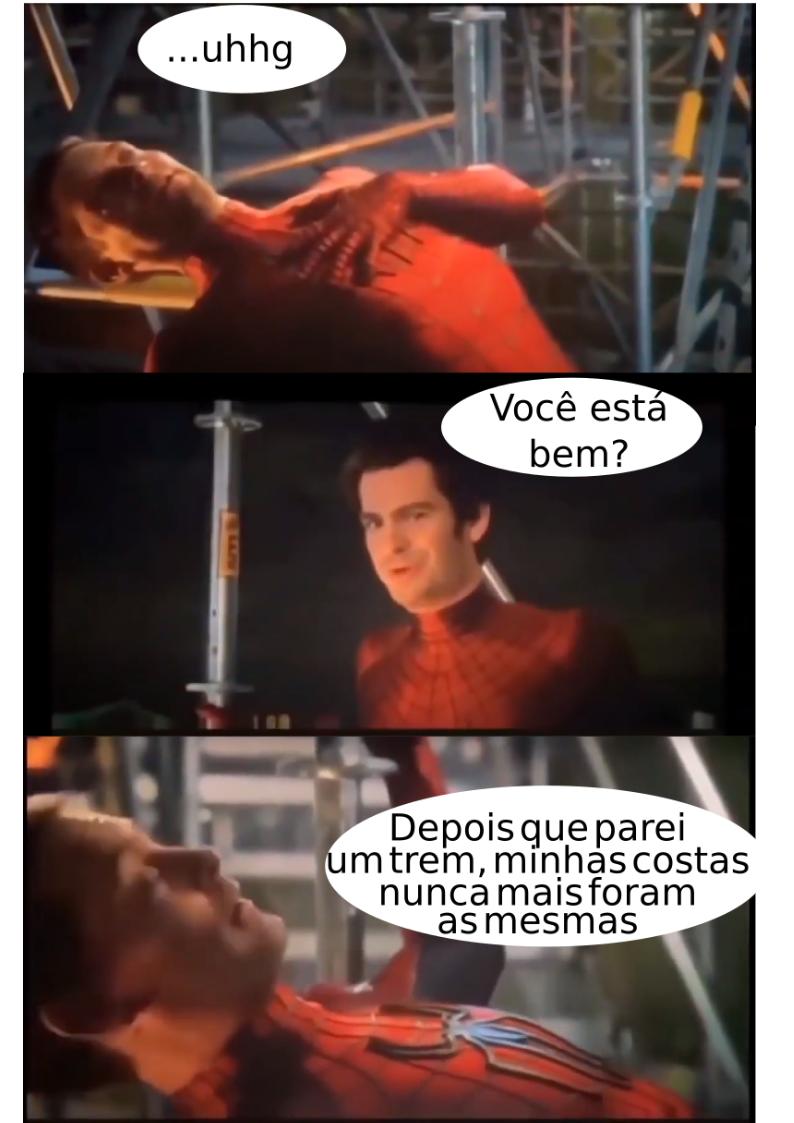 ...uhhg
Você está
bem?
Depois que parei
um trem, minhas costas
nunca mais foram
as mesmas